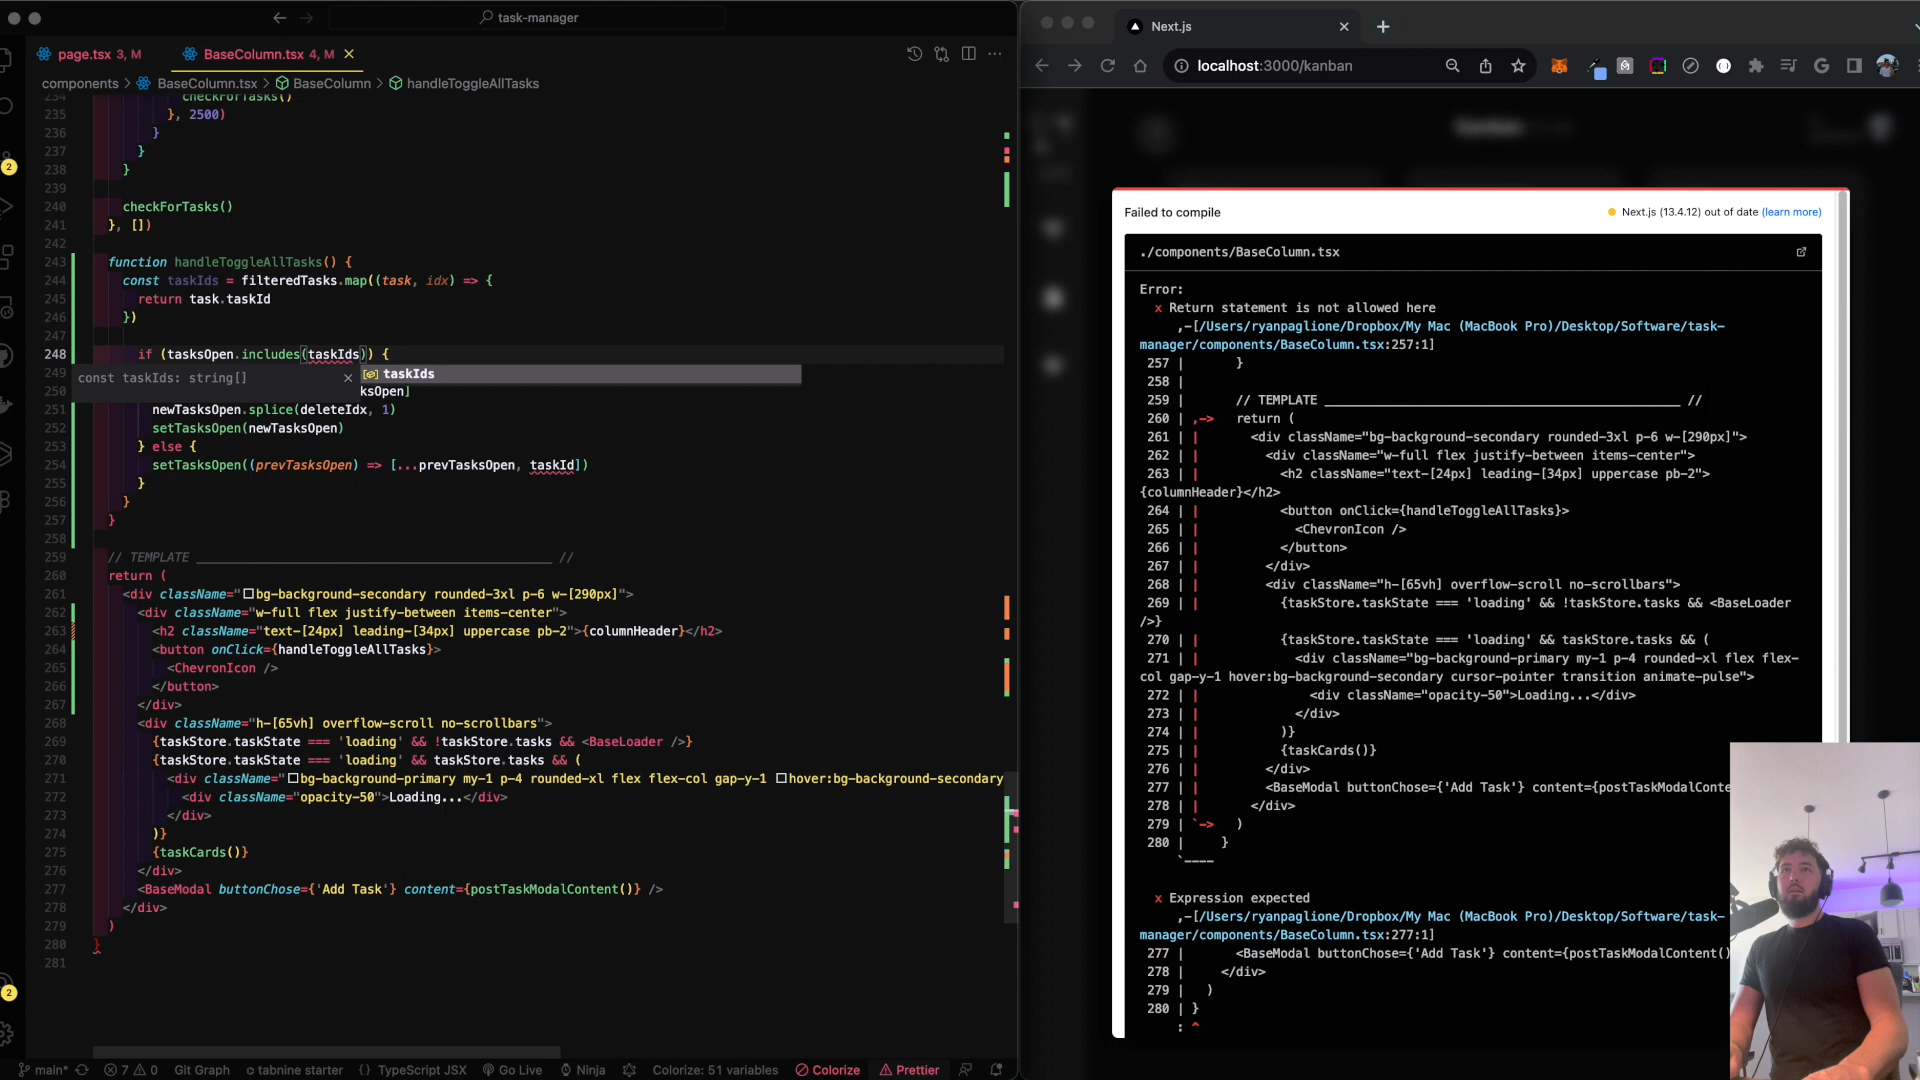 task-manager
page.tsx 3, M
BaseColumn.tsx 4, M
components > BaseColumn.tsx > BaseColumn > handleToggleAllTasks
234 checkForTasks()
235 }, 2500)
236 }
237 }
238 }
239
240 checkForTasks()
241 }, [])
242
243 function handleToggleAllTasks() {
244 const taskIds = filteredTasks.map((task, idx) => {
245 return task.taskId
246 })
247
248 if (tasksOpen.includes(taskIds)) {
249
const taskIds: string[]
taskIds
250 ksOpen]
251 newTasksOpen.splice(deleteIdx, 1)
252 setTasksOpen(newTasksOpen)
253 } else {
254 setTasksOpen((prevTasksOpen) => [...prevTasksOpen, taskId])
255 }
256 }
257 }
258
259 // TEMPLATE _______________________________________________ //
260 return (
261 <div className="bg-background-secondary rounded-3xl p-6 w-[290px]">
262 <div className="w-full flex justify-between items-center">
263 <h2 className="text-[24px] leading-[34px] uppercase pb-2">{columnHeader}</h2>
264 <button onClick={handleToggleAllTasks}>
265 <ChevronIcon />
266 </button>
267 </div>
268 <div className="h-[65vh] overflow-scroll no-scrollbars">
269 {taskStore.taskState === 'loading' && !taskStore.tasks && <BaseLoader />}
270 {taskStore.taskState === 'loading' && taskStore.tasks && (
271 <div className="bg-background-primary my-1 p-4 rounded-xl flex flex-col gap-y-1 hover:bg-background-secondary
272 <div className="opacity-50">Loading...</div>
273 </div>
274 )}
275 {taskCards()}
276 </div>
277 <BaseModal buttonChose={'Add Task'} content={postTaskModalContent()} />
278 </div>
279 )
280 }
281
2
2
main*
7
0
Git Graph
tabnine starter
{ } TypeScript JSX
Go Live
Ninja
Colorize: 51 variables
Colorize
Prettier
Next.js
localhost:3000/kanban
Kanban
Failed to compile
Next.js (13.4.12) out of date (learn more)
./components/BaseColumn.tsx
Error:
x Return statement is not allowed here
,-[/Users/ryanpaglione/Dropbox/My Mac (MacBook Pro)/Desktop/Software/task-
manager/components/BaseColumn.tsx:257:1]
257 | }
258 |
259 | // TEMPLATE _______________________________________________ //
260 | ,-> return (
261 | | <div className="bg-background-secondary rounded-3xl p-6 w-[290px]">
262 | | <div className="w-full flex justify-between items-center">
263 | | <h2 className="text-[24px] leading-[34px] uppercase pb-2">
{columnHeader}</h2>
264 | | <button onClick={handleToggleAllTasks}>
265 | | <ChevronIcon />
266 | | </button>
267 | | </div>
268 | | <div className="h-[65vh] overflow-scroll no-scrollbars">
269 | | {taskStore.taskState === 'loading' && !taskStore.tasks && <BaseLoader
/>}
270 | | {taskStore.taskState === 'loading' && taskStore.tasks && (
271 | | <div className="bg-background-primary my-1 p-4 rounded-xl flex flex-
col gap-y-1 hover:bg-background-secondary cursor-pointer transition animate-pulse">
272 | | <div className="opacity-50">Loading...</div>
273 | | </div>
274 | | )}
275 | | {taskCards()}
276 | | </div>
277 | | <BaseModal buttonChose={'Add Task'} content={postTaskModalConte
278 | | </div>
279 | `-> )
280 | }
`----
x Expression expected
,-[/Users/ryanpaglione/Dropbox/My Mac (MacBook Pro)/Desktop/Software/task-
manager/components/BaseColumn.tsx:277:1]
277 | <BaseModal buttonChose={'Add Task'} content={postTaskModalContent()
278 | </div>
279 | )
280 | }
: ^